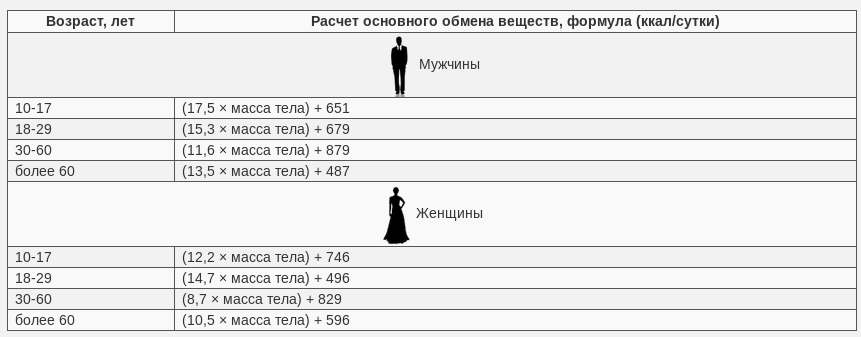 Возраст, лет Расчет основного обмена веществ, формула (ккал/сутки)
Мужчины
10-17 (17,5 × масса тела) + 651
18-29 (15,3 × масса тела) + 679
30-60 (11,6 × масса тела) + 879
более 60 (13,5 × масса тела) + 487
Женщины
10-17 (12,2 × масса тела) + 746
18-29 (14,7 × масса тела) + 496
30-60 (8,7 × масса тела) + 829
более 60 (10,5 × масса тела) + 596